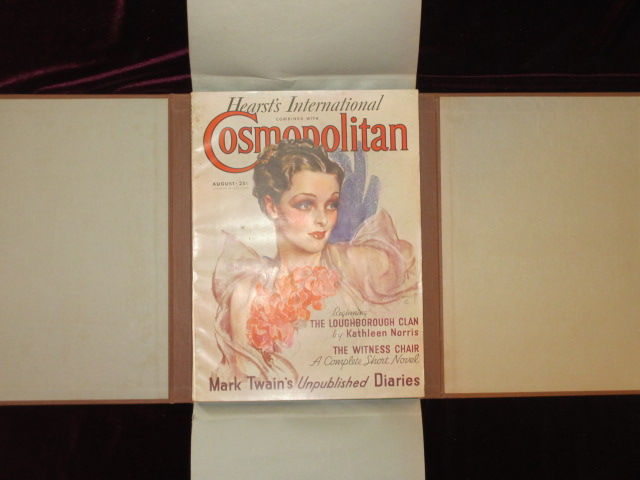 Hearst's International
COMBINED WITH
Cosmopolitan
AUGUST - 25¢
Beginning
THE LOUGHBOROUGH CLAN
by Kathleen Norris
THE WITNESS CHAIR
A Complete Short Novel
Mark Twain's Unpublished Diaries